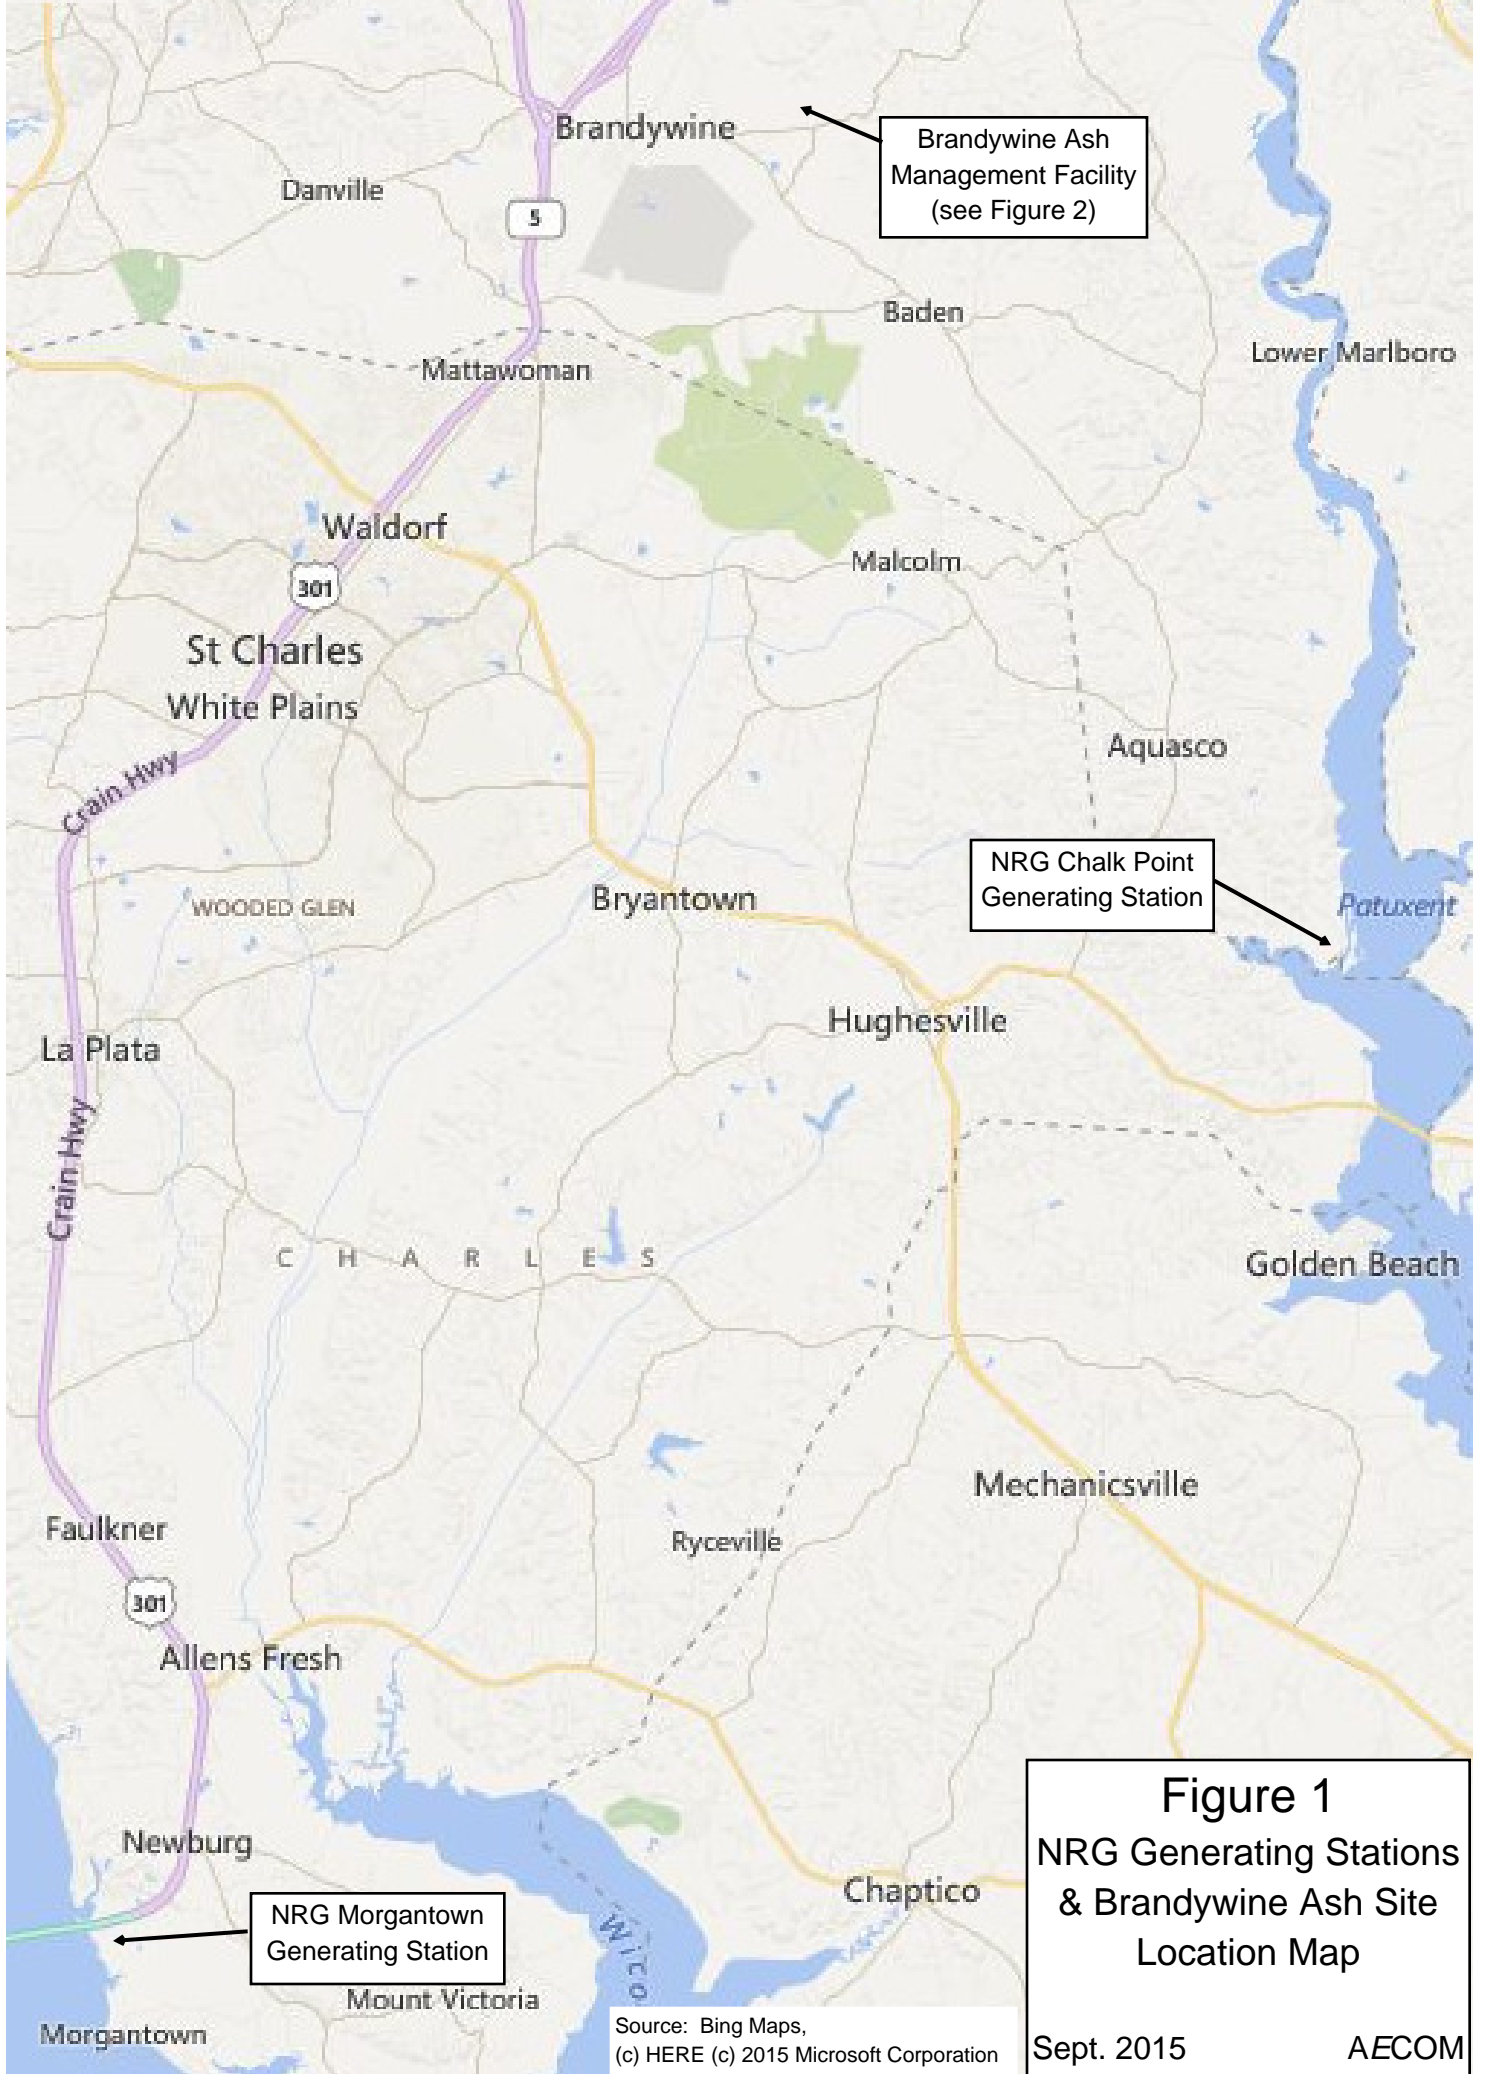 Brandywine
Brandywine Ash
Management Facility
(see Figure 2)
Danville
5
Baden
Lower Marlboro
Mattawoman
Waldorf
Malcolm
301
St Charles
White Plains
Aquasco
Crain Hwy
NRG Chalk Point
Generating Station
Patuxent
WOODED GLEN
Bryantown
Hughesville
La Plata
Crain Hwy
CHARLES
Golden Beach
Mechanicsville
Faulkner
Ryceville
301
Allens Fresh
Newburg
Chaptico
NRG Morgantown
Generating Station
Wico
Mount Victoria
Morgantown
Source: Bing Maps,
(c) HERE (c) 2015 Microsoft Corporation
Figure 1
NRG Generating Stations
& Brandywine Ash Site
Location Map
Sept. 2015
AECOM